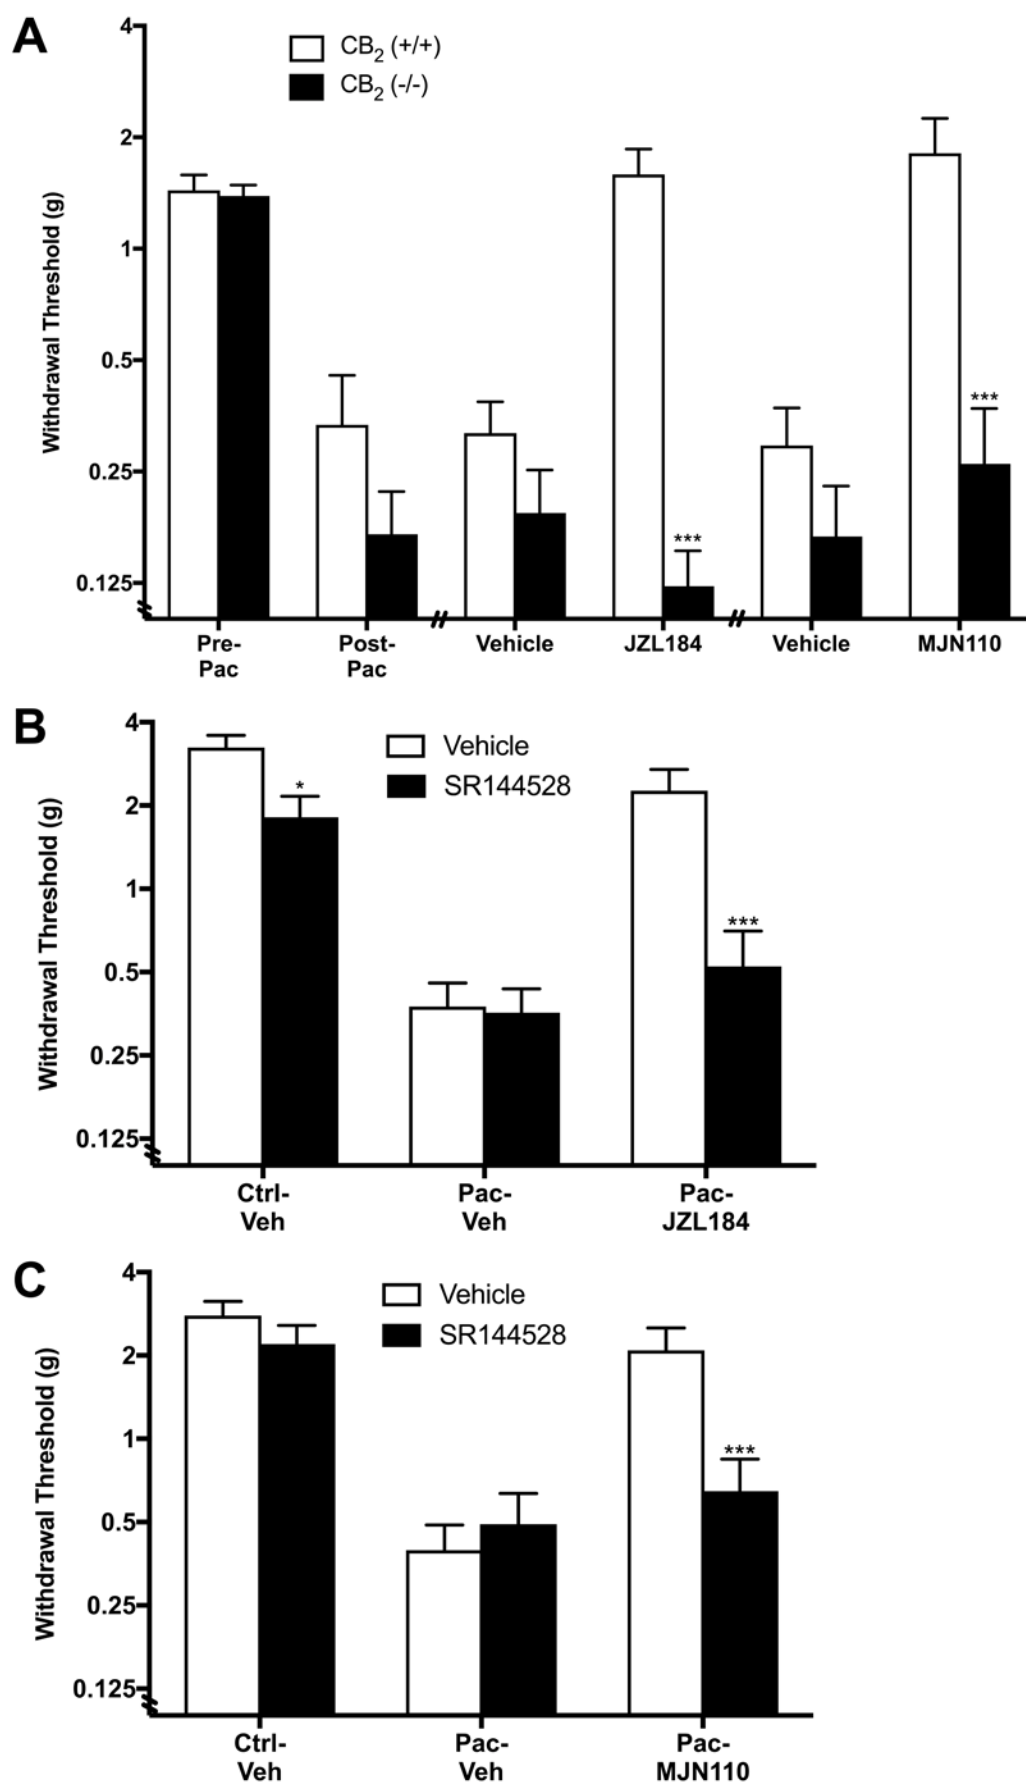 A
CB2 (+/+)
CB2 (-/-)
Withdrawal Threshold (g)
4
2
1
0.5
0.25
0.125
***
***
Pre-
Pac
Post-
Pac
Vehicle
JZL184
Vehicle
MJN110
B
Vehicle
SR144528
Withdrawal Threshold (g)
4
2
1
0.5
0.25
0.125
*
***
Ctrl-
Veh
Pac-
Veh
Pac-
JZL184
C
Vehicle
SR144528
Withdrawal Threshold (g)
4
2
1
0.5
0.25
0.125
***
Ctrl-
Veh
Pac-
Veh
Pac-
MJN110